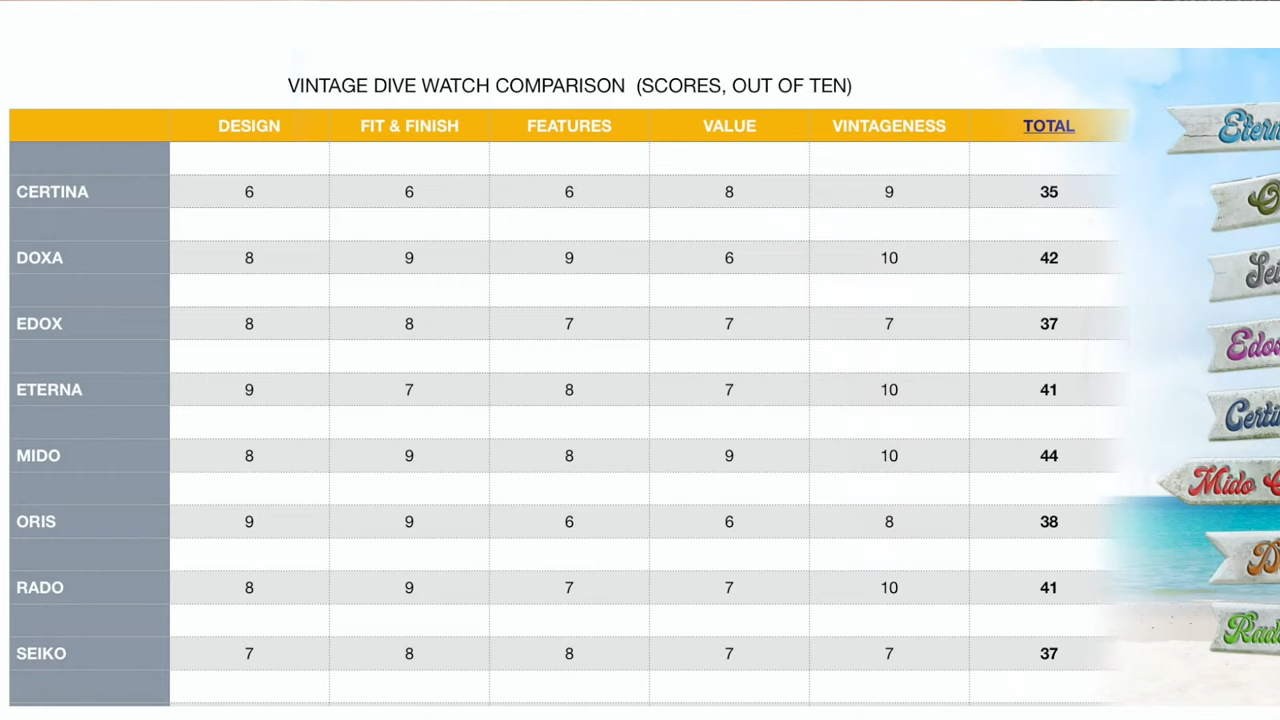 VINTAGE DIVE WATCH COMPARISON (SCORES, OUT OF TEN)
DESIGN FIT & FINISH FEATURES VALUE VINTAGENESS TOTAL
CERTINA 6 6 6 8 9 35
DOXA 8 9 9 6 10 42
EDOX 8 8 7 7 7 37
ETERNA 9 7 8 7 10 41
MIDO 8 9 8 9 10 44
ORIS 9 9 6 6 8 38
RADO 8 9 7 7 10 41
SEIKO 7 8 8 7 7 37
Mido